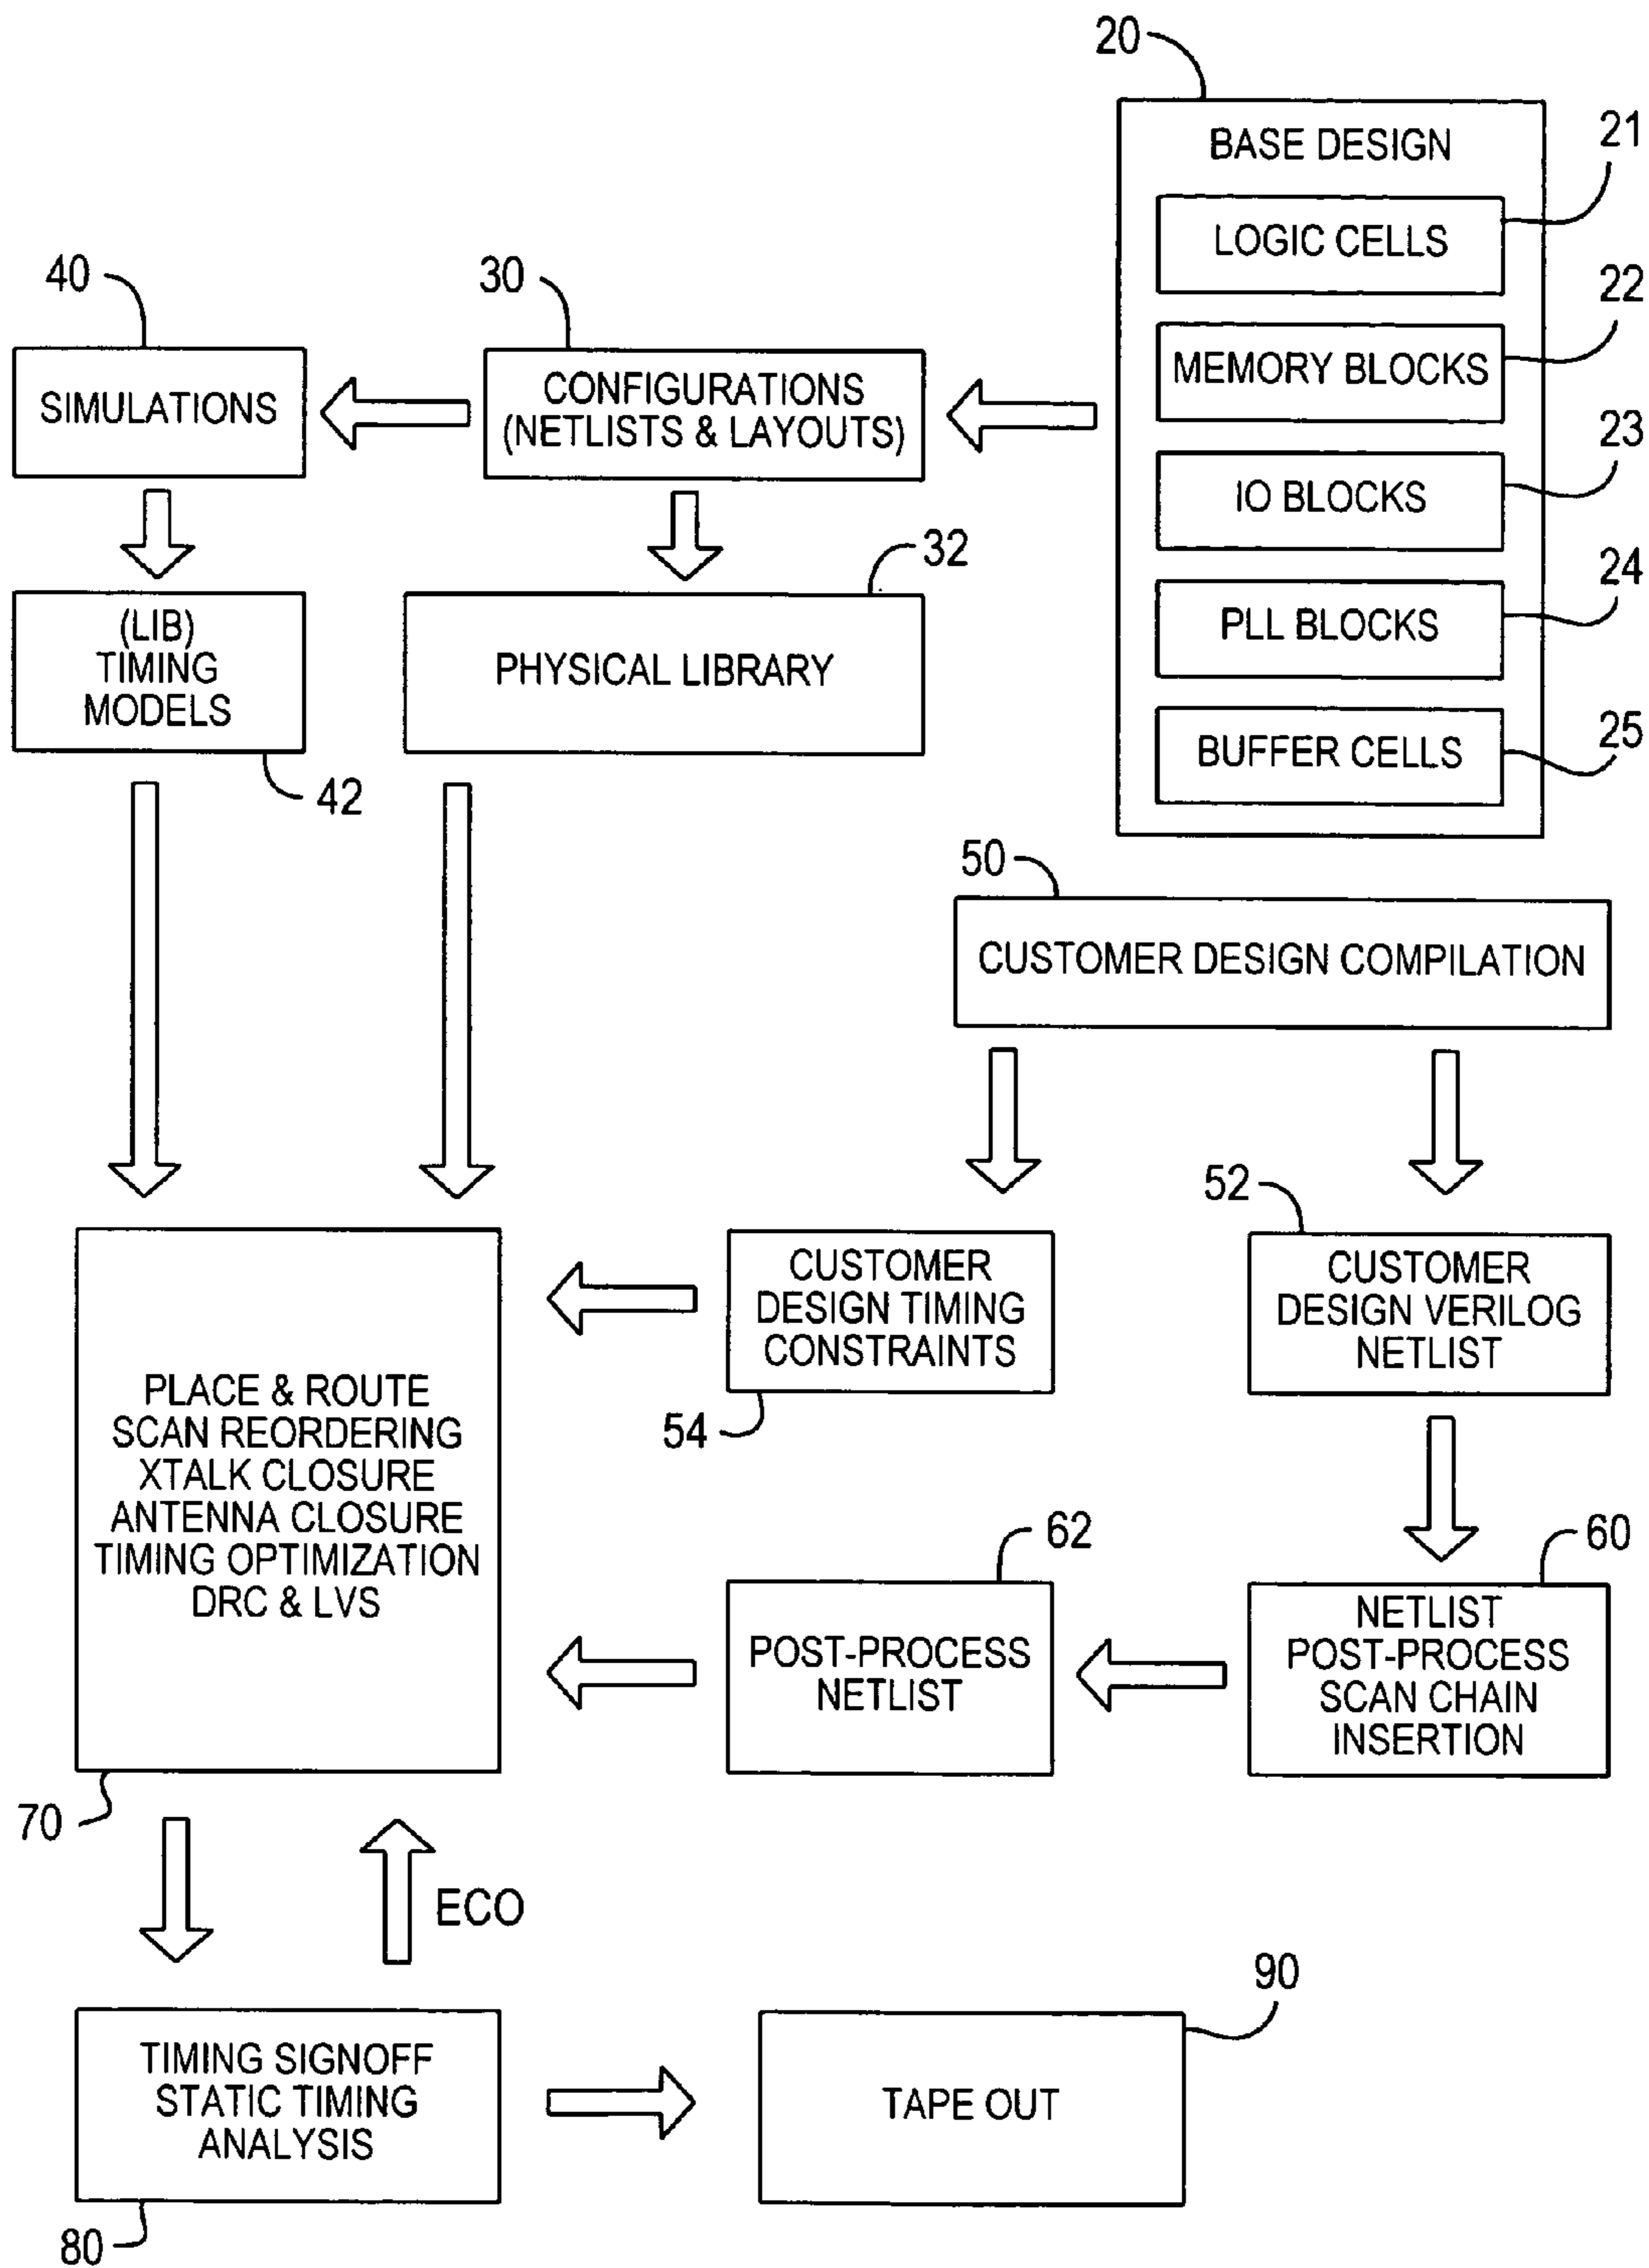 20
BASE DESIGN
21
LOGIC CELLS
22
MEMORY BLOCKS
23
IO BLOCKS
24
PLL BLOCKS
25
BUFFER CELLS
40
SIMULATIONS
30
CONFIGURATIONS
(NETLISTS & LAYOUTS)
32
(LIB)
TIMING
MODELS
42
PHYSICAL LIBRARY
50
CUSTOMER DESIGN COMPILATION
52
CUSTOMER
DESIGN TIMING
CONSTRAINTS
54
CUSTOMER
DESIGN VERILOG
NETLIST
PLACE & ROUTE
SCAN REORDERING
XTALK CLOSURE
ANTENNA CLOSURE
TIMING OPTIMIZATION
DRC & LVS
70
62
POST-PROCESS
NETLIST
60
NETLIST
POST-PROCESS
SCAN CHAIN
INSERTION
ECO
TIMING SIGNOFF
STATIC TIMING
ANALYSIS
80
90
TAPE OUT